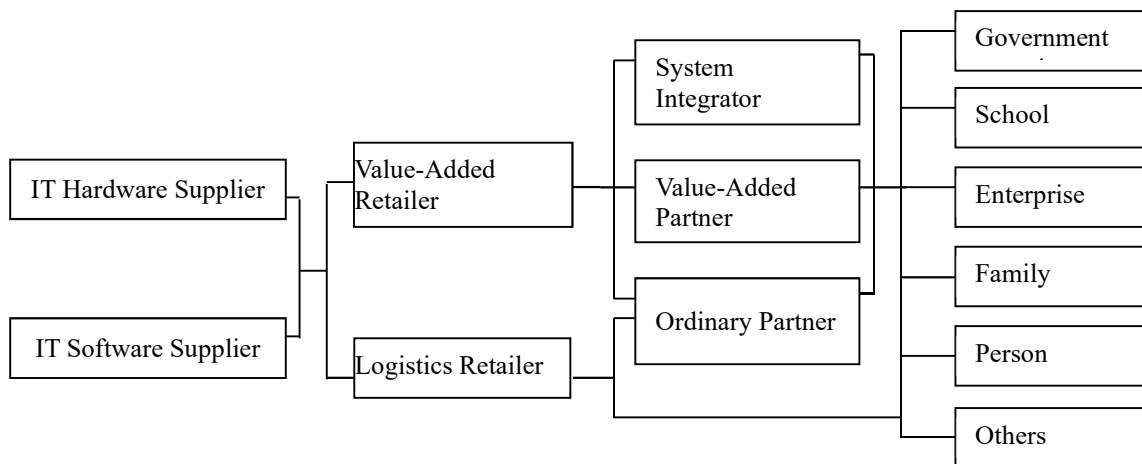 IT Hardware Supplier
IT Software Supplier
Value-Added
Retailer
Logistics Retailer
System
Integrator
Value-Added
Partner
Ordinary Partner
Government
School
Enterprise
Family
Person
Others